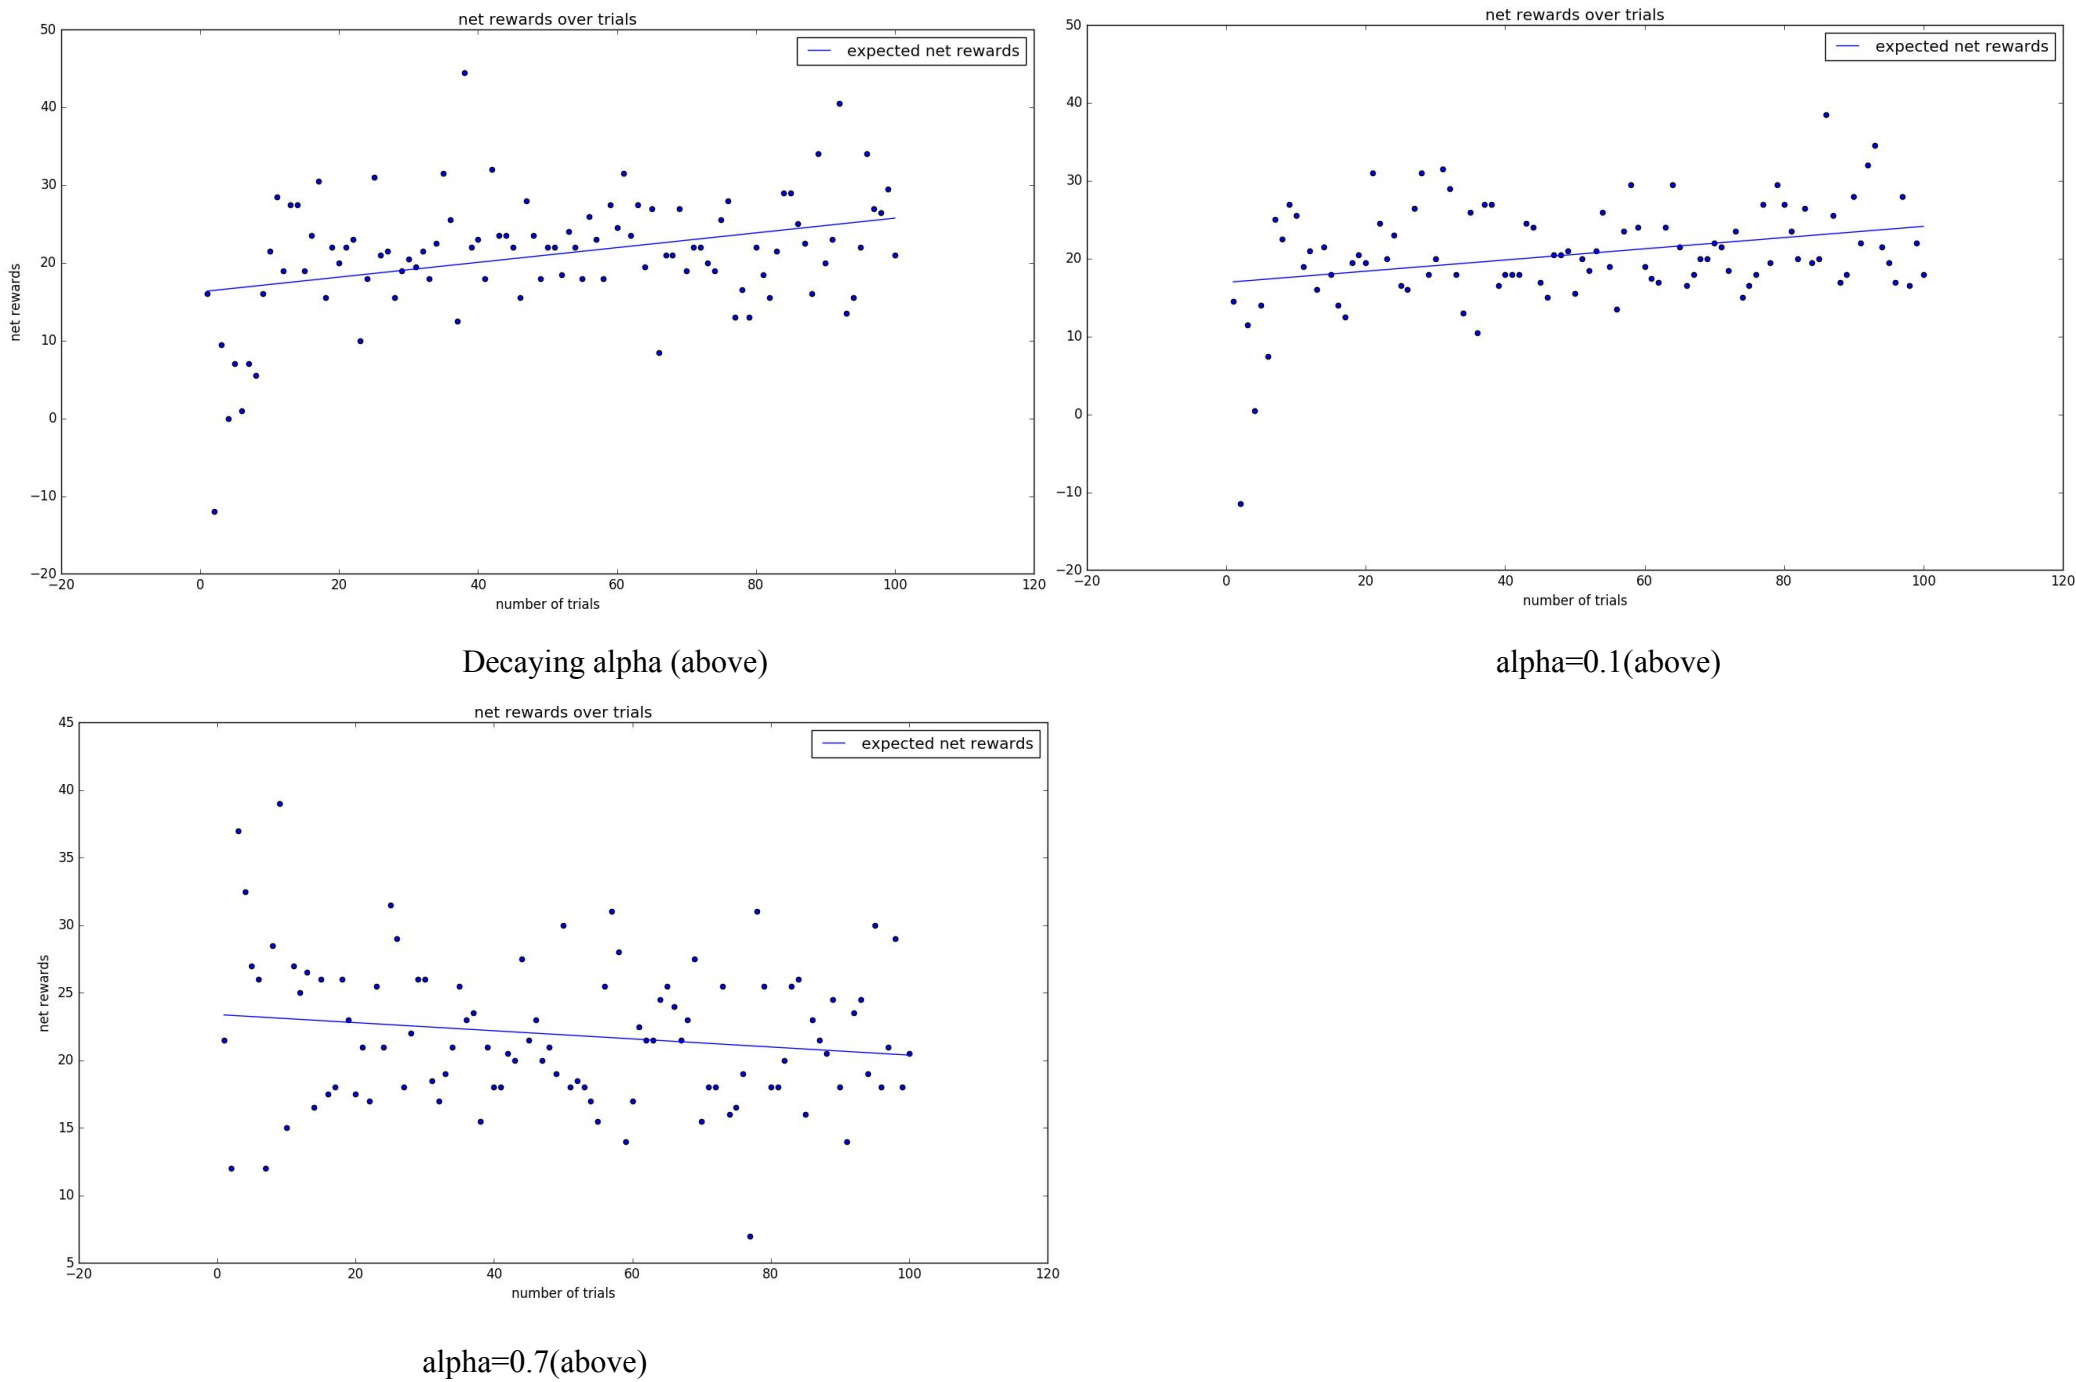 net rewards over trials
expected net rewards
50
40
30
20
10
0
−10
−20
net rewards
−20 0 20 40 60 80 100 120
number of trials
Decaying alpha (above)
net rewards over trials
expected net rewards
50
40
30
20
10
0
−10
−20
−20 0 20 40 60 80 100 120
number of trials
alpha=0.1(above)
net rewards over trials
expected net rewards
45
40
35
30
25
20
15
10
5
net rewards
−20 0 20 40 60 80 100 120
number of trials
alpha=0.7(above)